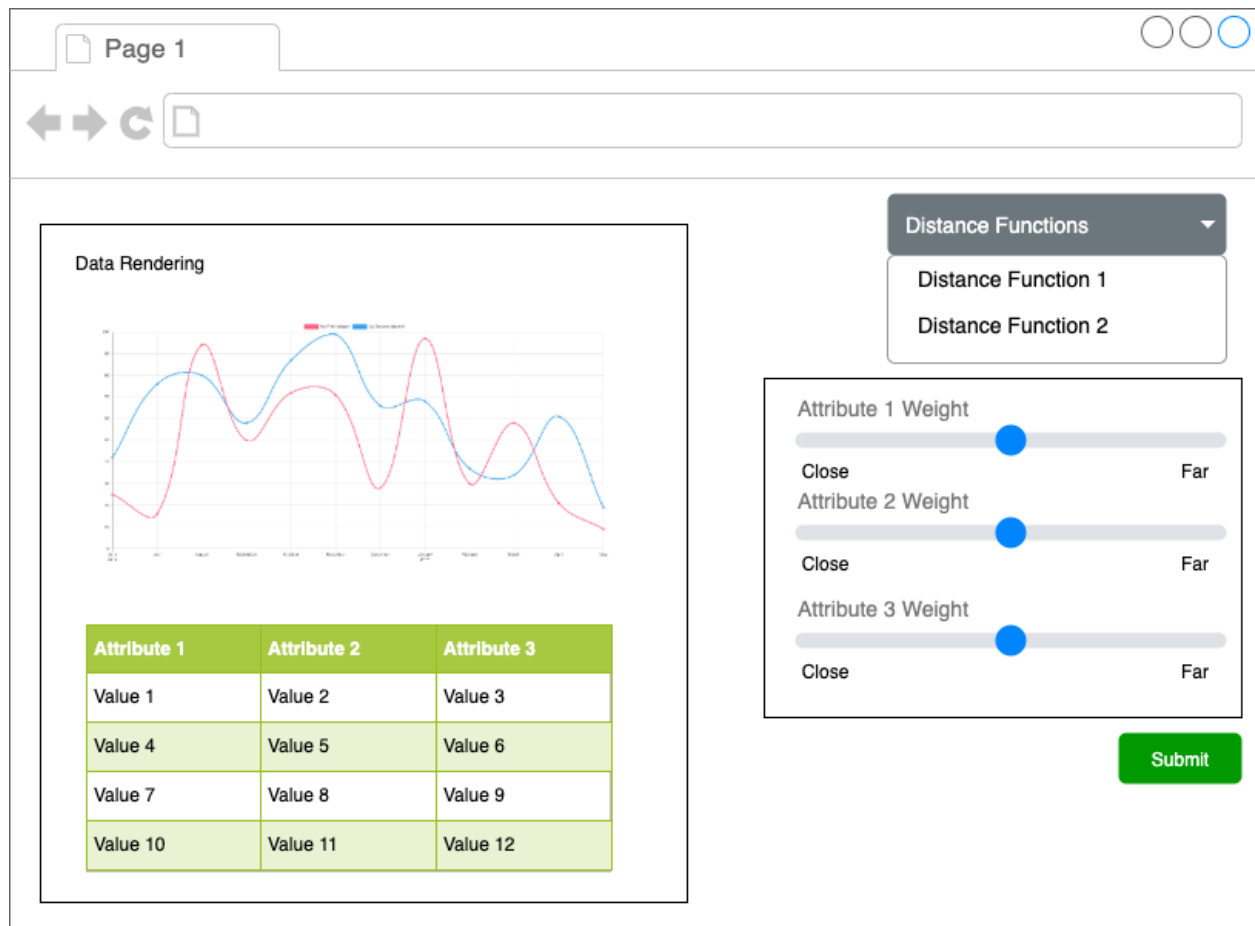 Page 1
Distance Functions
Distance Function 1
Distance Function 2
Data Rendering
100
Attribute 1 Weight
Close Far
Attribute 2 Weight
Close Far
Attribute 3 Weight
Close Far
Submit
Attribute 1 Attribute 2 Attribute 3
Value 1 Value 2 Value 3
Value 4 Value 5 Value 6
Value 7 Value 8 Value 9
Value 10 Value 11 Value 12